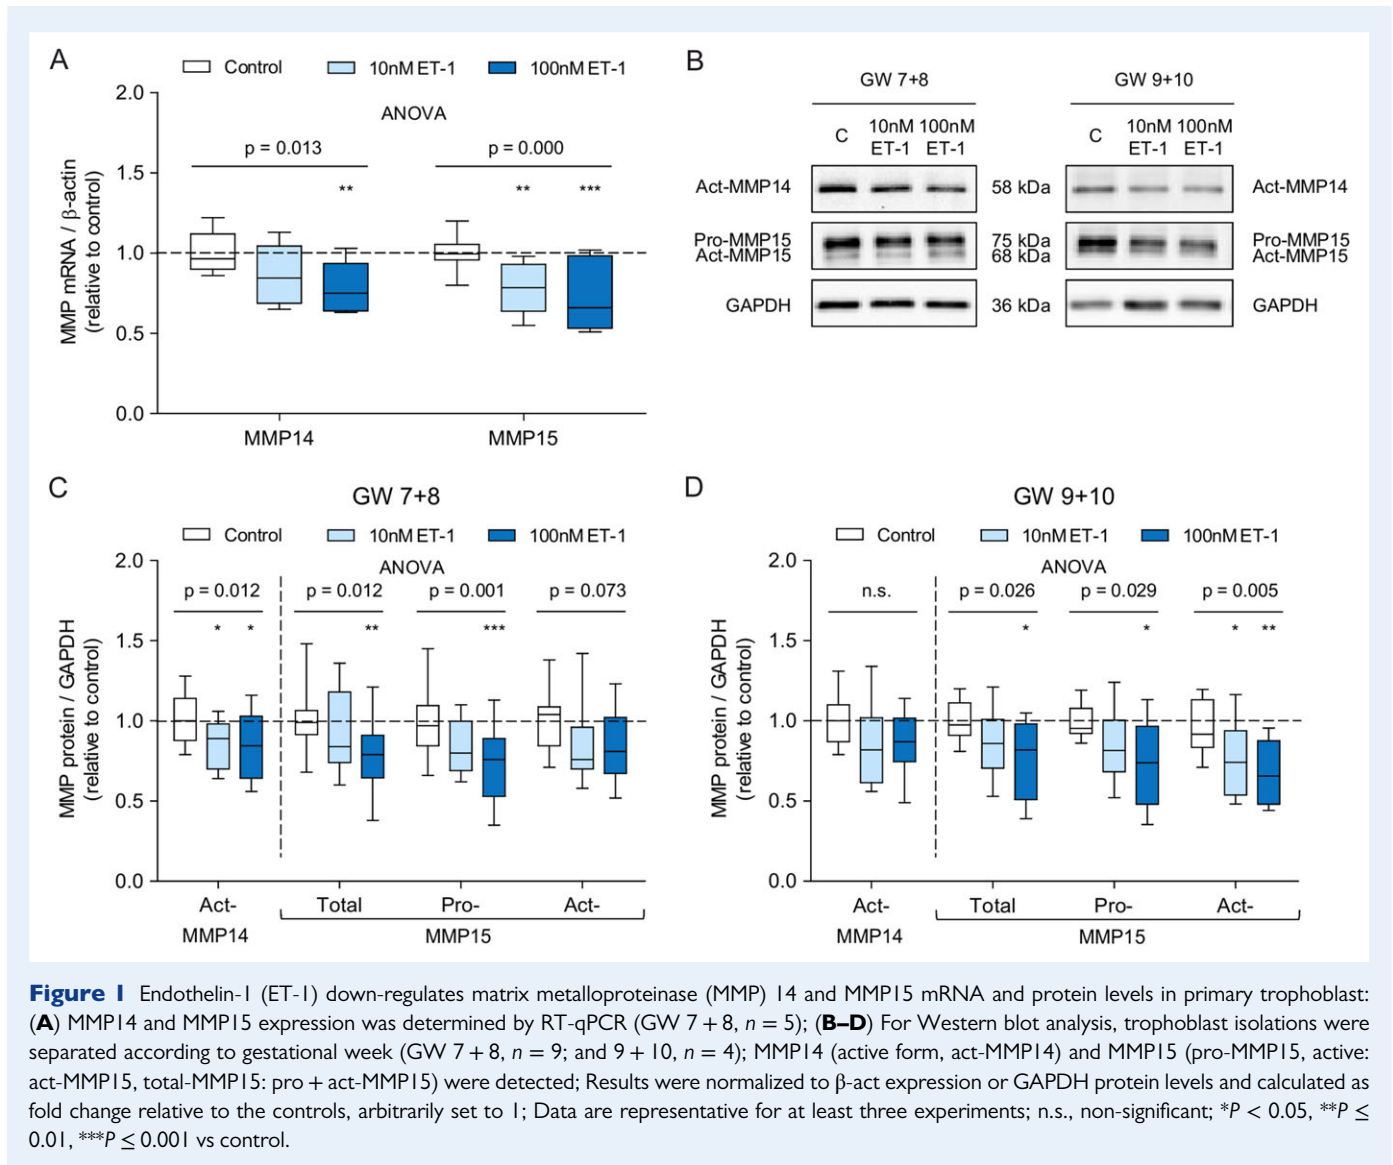 A
Control 10nM ET-1 100nM ET-1
2.0
ANOVA
p = 0.013 p = 0.000
1.5
** ** ***
1.0
0.5
0.0
MMP mRNA / β-actin
(relative to control)
MMP14 MMP15
B
GW 7+8 GW 9+10
C 10nM ET-1 100nM ET-1 C 10nM ET-1 100nM ET-1
Act-MMP14 58 kDa Act-MMP14
Pro-MMP15 75 kDa Pro-MMP15
Act-MMP15 68 kDa Act-MMP15
GAPDH 36 kDa GAPDH
C
GW 7+8
Control 10nM ET-1 100nM ET-1
2.0
ANOVA
p = 0.012 p = 0.012 p = 0.001 p = 0.073
1.5
* * ** ***
1.0
0.5
0.0
MMP protein / GAPDH
(relative to control)
Act- Total Pro- Act-
MMP14 MMP15
D
GW 9+10
Control 10nM ET-1 100nM ET-1
2.0
ANOVA
n.s. p = 0.026 p = 0.029 p = 0.005
1.5
* * * **
1.0
0.5
0.0
MMP protein / GAPDH
(relative to control)
Act- Total Pro- Act-
MMP14 MMP15
Figure 1 Endothelin-1 (ET-1) down-regulates matrix metalloproteinase (MMP) 14 and MMP15 mRNA and protein levels in primary trophoblast:
(A) MMP14 and MMP15 expression was determined by RT-qPCR (GW 7 + 8, n = 5); (B–D) For Western blot analysis, trophoblast isolations were
separated according to gestational week (GW 7 + 8, n = 9; and 9 + 10, n = 4); MMP14 (active form, act-MMP14) and MMP15 (pro-MMP15, active:
act-MMP15, total-MMP15: pro + act-MMP15) were detected; Results were normalized to β-act expression or GAPDH protein levels and calculated as
fold change relative to the controls, arbitrarily set to 1; Data are representative for at least three experiments; n.s., non-significant; *P < 0.05, **P ≤
0.01, ***P ≤ 0.001 vs control.